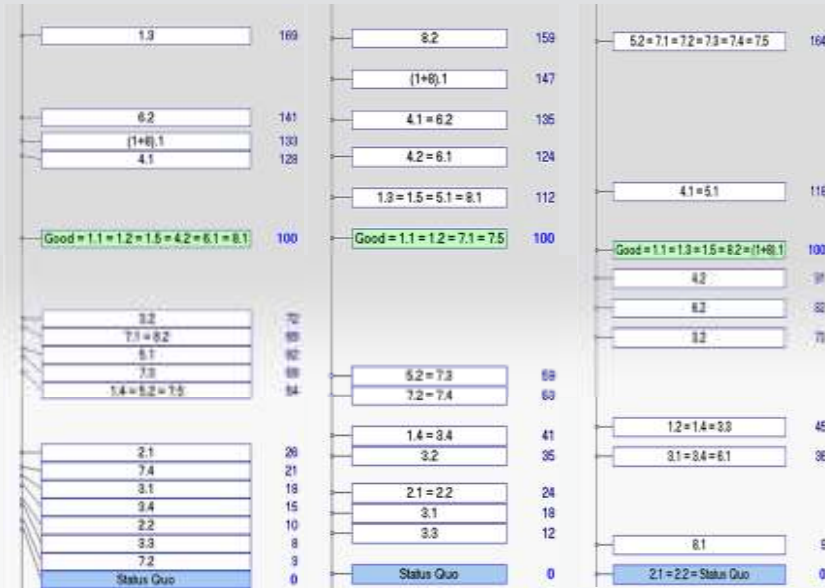 1.3 169
6.2 141
(1+8).1 133
4.1 128
Good = 1.1 = 1.2 = 1.5 = 4.2 = 6.1 = 8.1 100
3.2 72
7.1 = 8.2
5.1 62
7.3
1.4 = 5.2 = 7.5 54
2.1 26
7.4 21
3.1 18
3.4 15
2.2 10
3.3 8
7.2 3
Status Quo 0
8.2 159
(1+8).1 147
4.1 = 6.2 135
4.2 = 6.1 124
1.3 = 1.5 = 5.1 = 8.1 112
Good = 1.1 = 1.2 = 7.1 = 7.5 100
5.2 = 7.3 69
7.2 = 7.4 63
1.4 = 3.4 41
3.2 35
2.1 = 2.2 24
3.1 18
3.3 12
Status Quo 0
5.2 = 7.1 = 7.2 = 7.3 = 7.4 = 7.5 164
4.1 = 5.1 118
Good = 1.1 = 1.3 = 1.5 = 8.2 = (1+8).1 100
4.2 91
6.2 82
3.2 73
1.2 = 1.4 = 3.3 45
3.1 = 3.4 = 6.1 36
8.1 9
2.1 = 2.2 = Status Quo 0